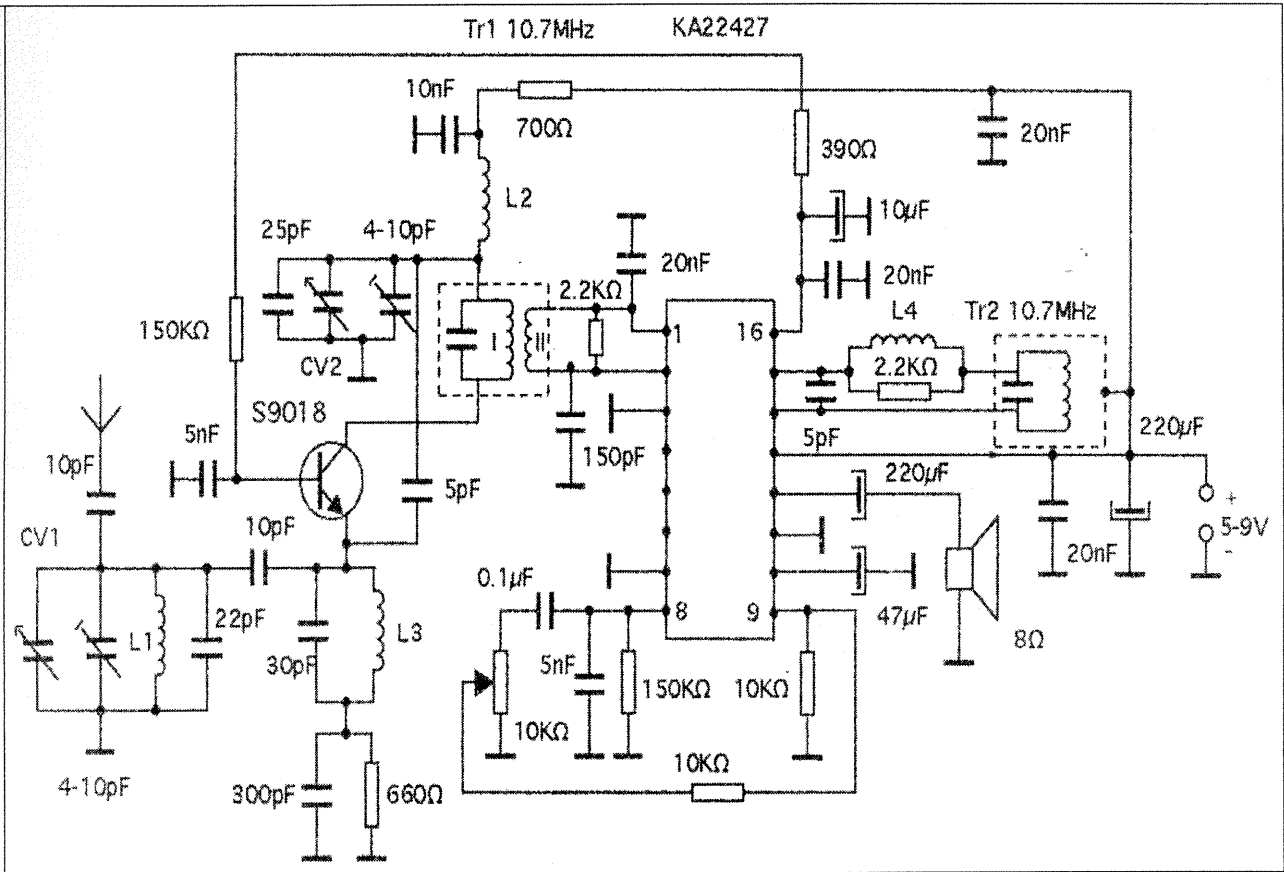 Tr1 10.7MHz
KA22427
10nF
700Ω
20nF
390Ω
L2
10µF
25pF
4-10pF
20nF
20nF
2.2KΩ
L4
Tr2 10.7MHz
150KΩ
1
16
I
II
2.2KΩ
CV2
S9018
5nF
150pF
5pF
220µF
10pF
5pF
220µF
+
5-9V
-
CV1
10pF
20nF
0.1µF
8
9
47µF
L1
22pF
L3
8Ω
30pF
5nF
150KΩ
10KΩ
10KΩ
10KΩ
4-10pF
300pF
660Ω